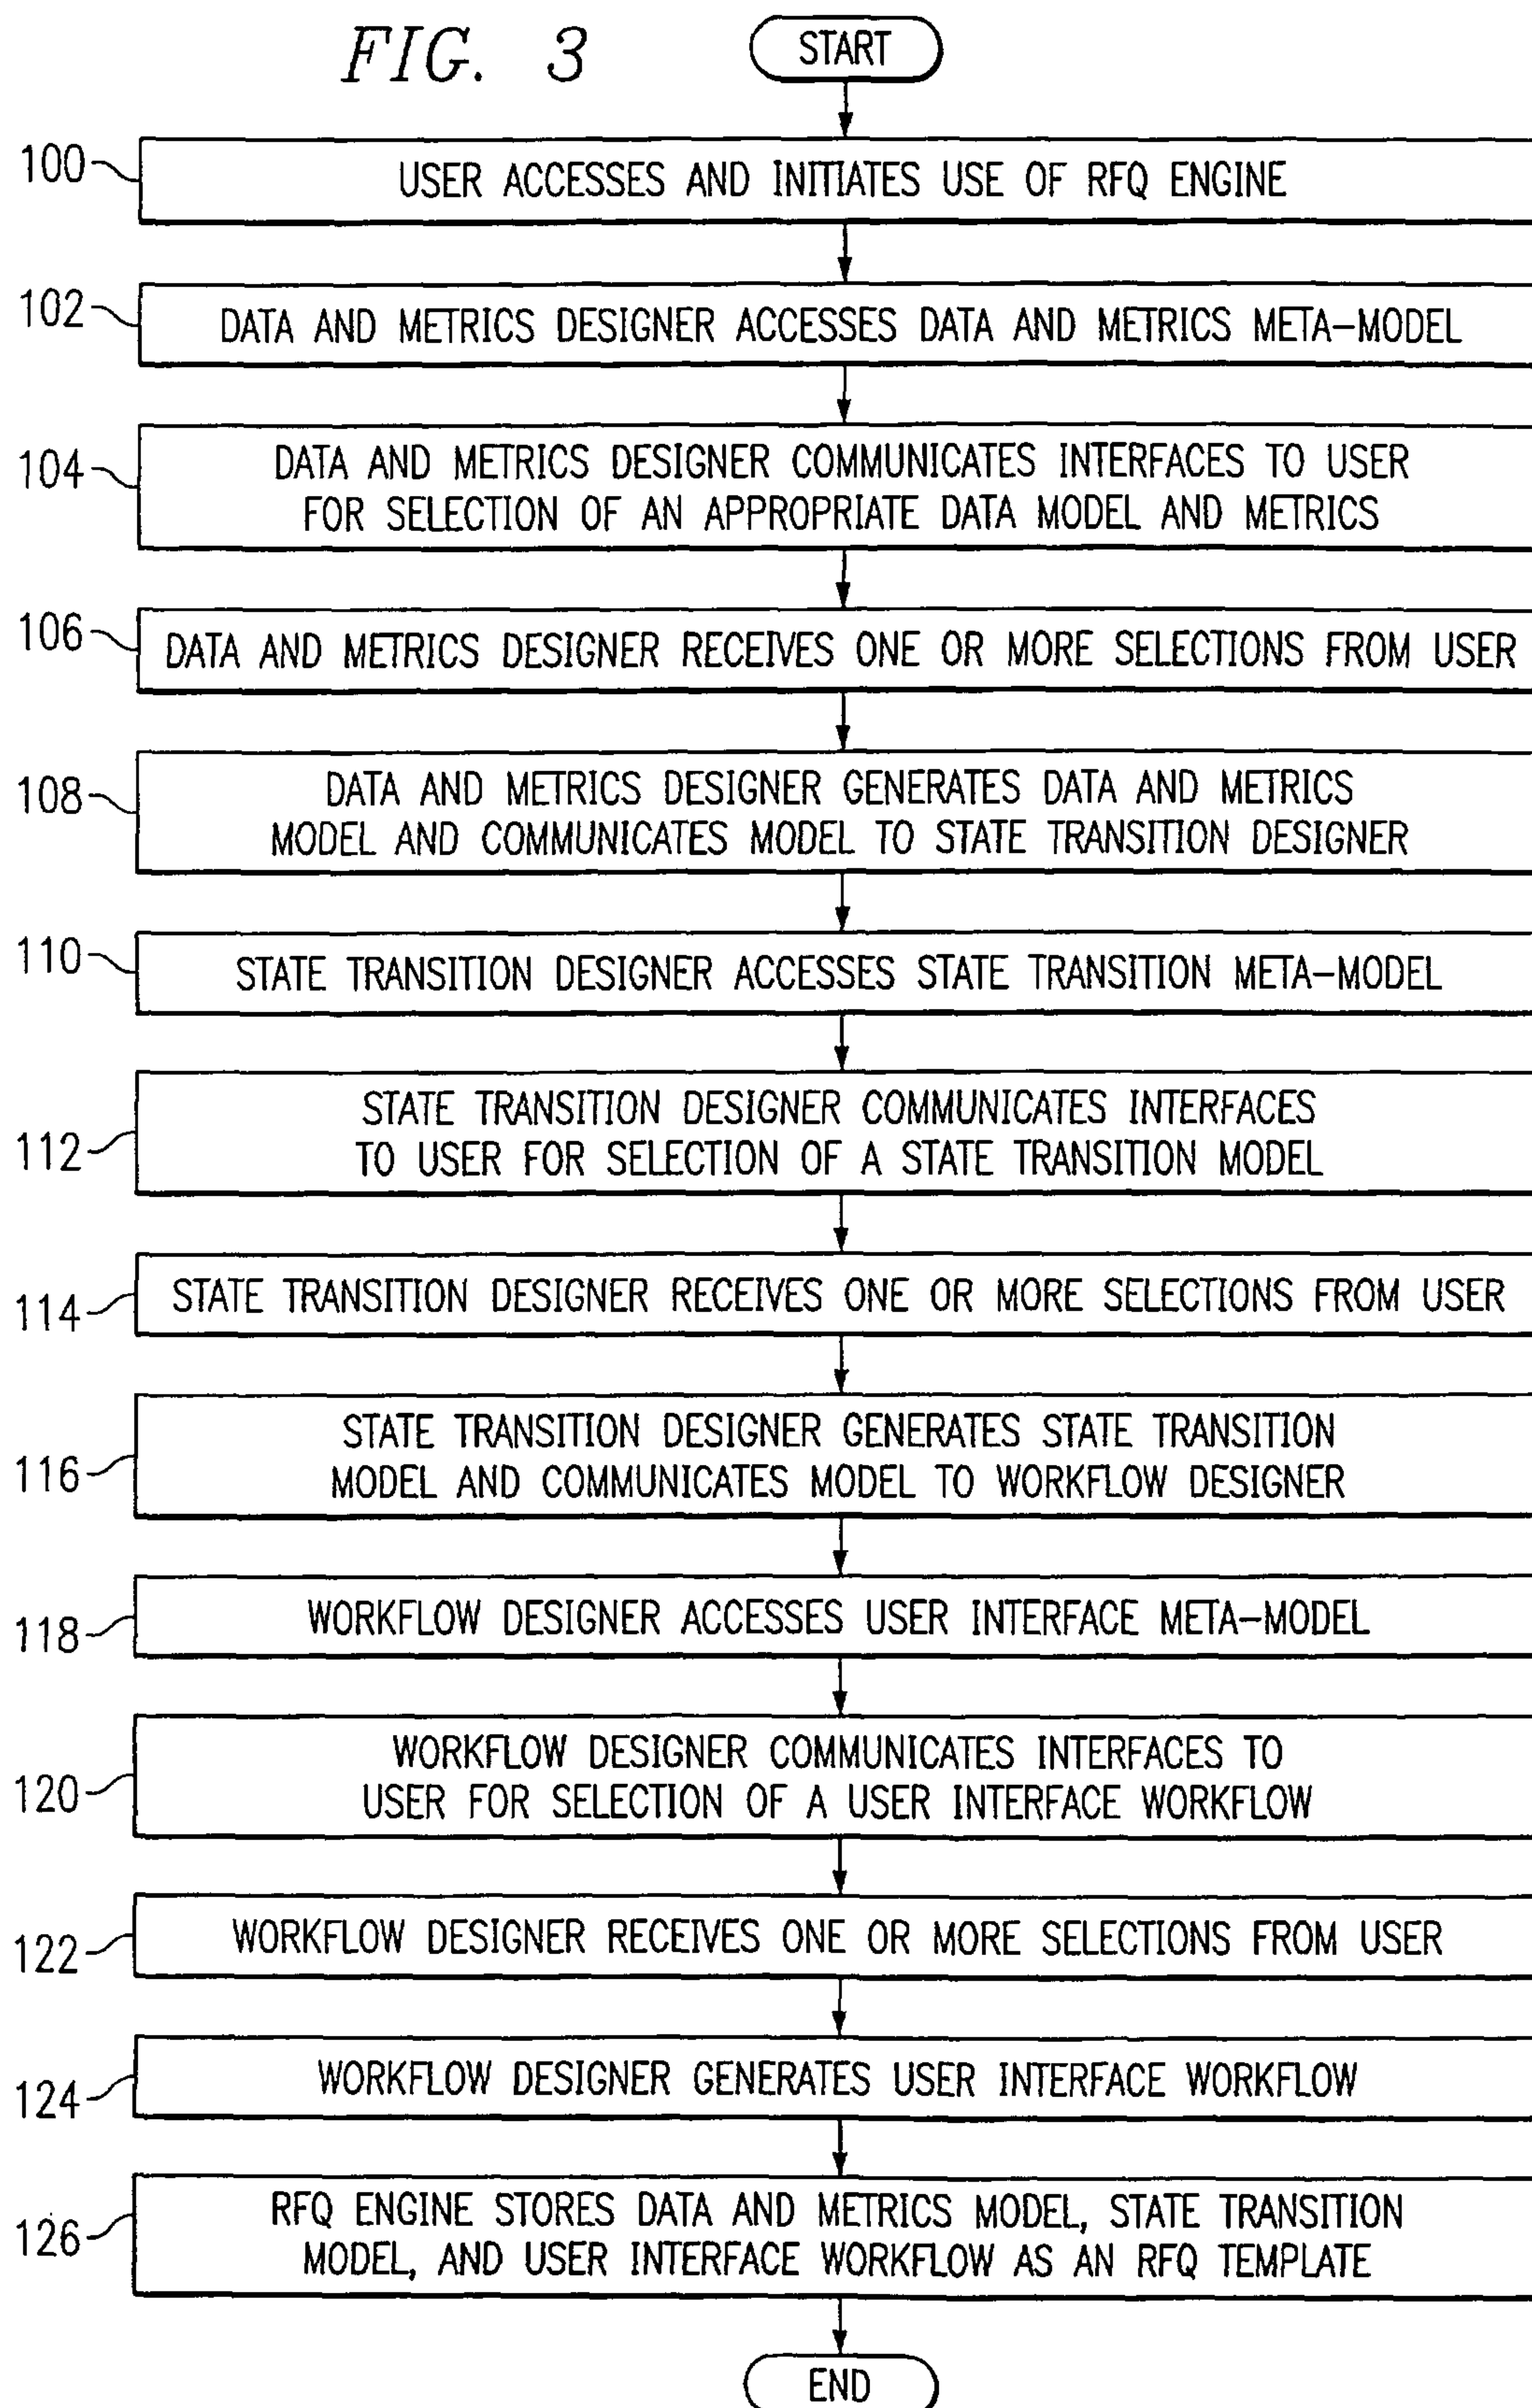 FIG. 3
START
100
USER ACCESSES AND INITIATES USE OF RFQ ENGINE
102
DATA AND METRICS DESIGNER ACCESSES DATA AND METRICS META-MODEL
104
DATA AND METRICS DESIGNER COMMUNICATES INTERFACES TO USER
FOR SELECTION OF AN APPROPRIATE DATA MODEL AND METRICS
106
DATA AND METRICS DESIGNER RECEIVES ONE OR MORE SELECTIONS FROM USER
108
DATA AND METRICS DESIGNER GENERATES DATA AND METRICS
MODEL AND COMMUNICATES MODEL TO STATE TRANSITION DESIGNER
110
STATE TRANSITION DESIGNER ACCESSES STATE TRANSITION META-MODEL
112
STATE TRANSITION DESIGNER COMMUNICATES INTERFACES
TO USER FOR SELECTION OF A STATE TRANSITION MODEL
114
STATE TRANSITION DESIGNER RECEIVES ONE OR MORE SELECTIONS FROM USER
116
STATE TRANSITION DESIGNER GENERATES STATE TRANSITION
MODEL AND COMMUNICATES MODEL TO WORKFLOW DESIGNER
118
WORKFLOW DESIGNER ACCESSES USER INTERFACE META-MODEL
120
WORKFLOW DESIGNER COMMUNICATES INTERFACES TO
USER FOR SELECTION OF A USER INTERFACE WORKFLOW
122
WORKFLOW DESIGNER RECEIVES ONE OR MORE SELECTIONS FROM USER
124
WORKFLOW DESIGNER GENERATES USER INTERFACE WORKFLOW
126
RFQ ENGINE STORES DATA AND METRICS MODEL, STATE TRANSITION
MODEL, AND USER INTERFACE WORKFLOW AS AN RFQ TEMPLATE
END